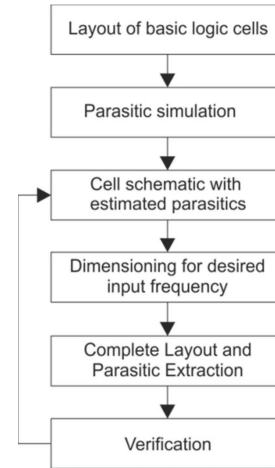 Layout of basic logic cells
Parasitic simulation
Cell schematic with
estimated parasitics
Dimensioning for desired
input frequency
Complete Layout and
Parasitic Extraction
Verification